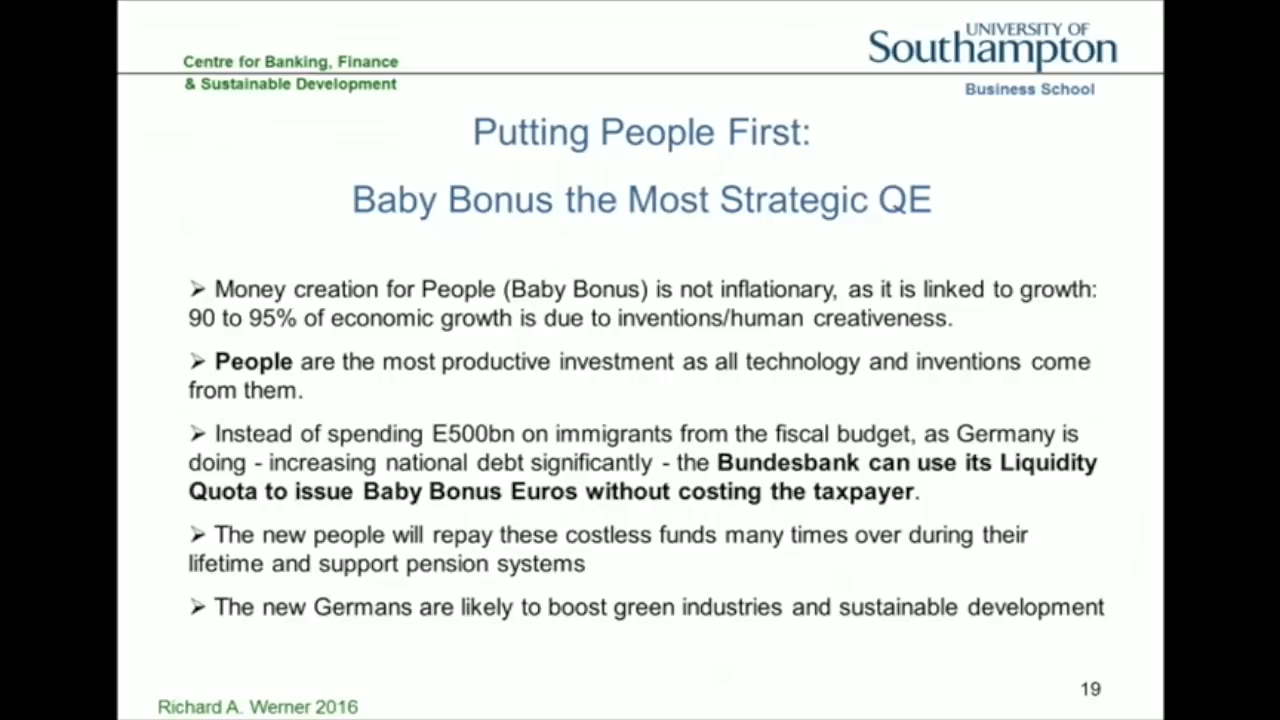 Centre for Banking, Finance
& Sustainable Development
UNIVERSITY OF
Southampton
Business School
Putting People First:
Baby Bonus the Most Strategic QE
➢ Money creation for People (Baby Bonus) is not inflationary, as it is linked to growth:
90 to 95% of economic growth is due to inventions/human creativeness.
➢ People are the most productive investment as all technology and inventions come
from them.
➢ Instead of spending E500bn on immigrants from the fiscal budget, as Germany is
doing - increasing national debt significantly - the Bundesbank can use its Liquidity
Quota to issue Baby Bonus Euros without costing the taxpayer.
➢ The new people will repay these costless funds many times over during their
lifetime and support pension systems
➢ The new Germans are likely to boost green industries and sustainable development
19
Richard A. Werner 2016